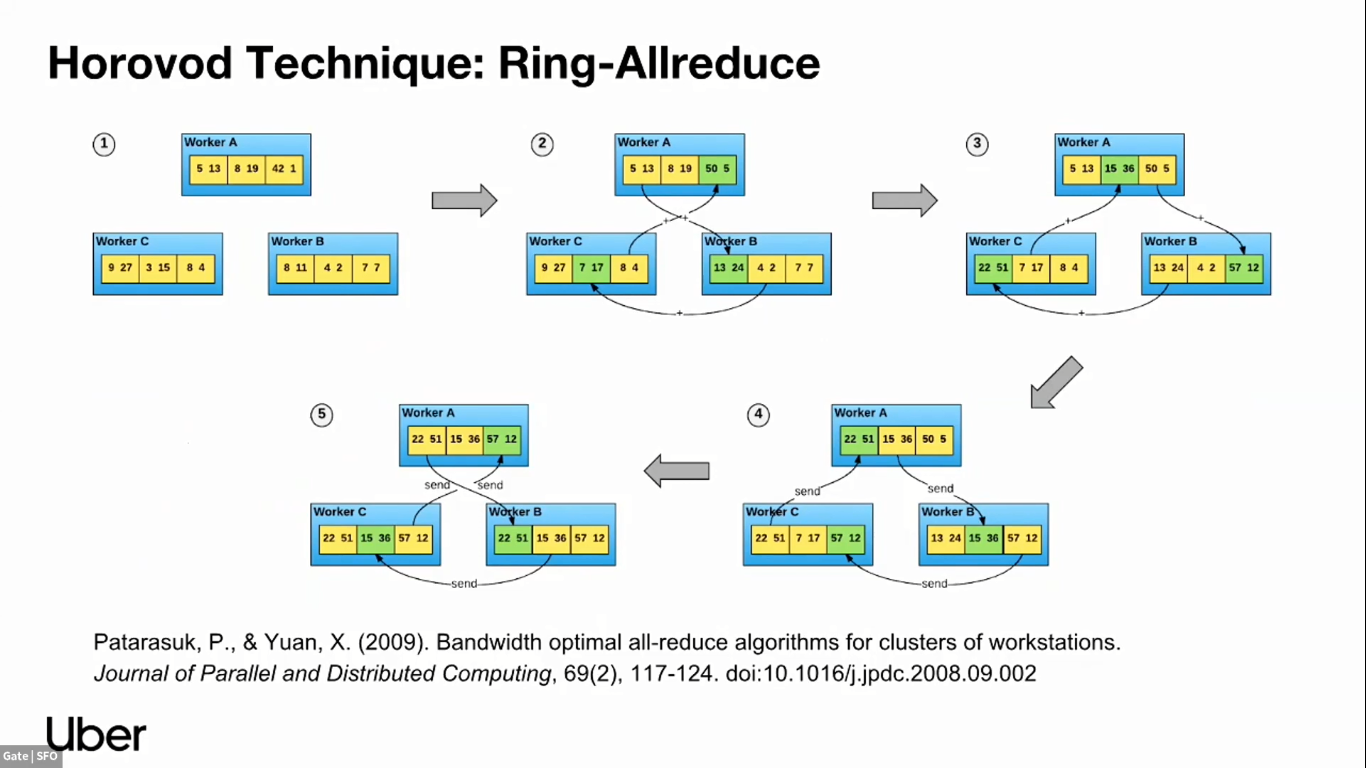 Horovod Technique: Ring-Allreduce
1
Worker A
5 13 8 19 42 1
Worker C
9 27 3 15 8 4
Worker B
8 11 4 2 7 7
2
Worker A
5 13 8 19 50 5
+
+
Worker C
9 27 7 17 8 4
Worker B
13 24 4 2 7 7
+
3
Worker A
5 13 15 36 50 5
+
+
Worker C
22 51 7 17 8 4
Worker B
13 24 4 2 57 12
+
5
Worker A
22 51 15 36 57 12
send
send
Worker C
22 51 15 36 57 12
Worker B
22 51 15 36 57 12
send
4
Worker A
22 51 15 36 50 5
send
send
Worker C
22 51 7 17 57 12
Worker B
13 24 15 36 57 12
send
Patarasuk, P., & Yuan, X. (2009). Bandwidth optimal all-reduce algorithms for clusters of workstations.
Journal of Parallel and Distributed Computing, 69(2), 117-124. doi:10.1016/j.jpdc.2008.09.002
Uber
Gate | SFO